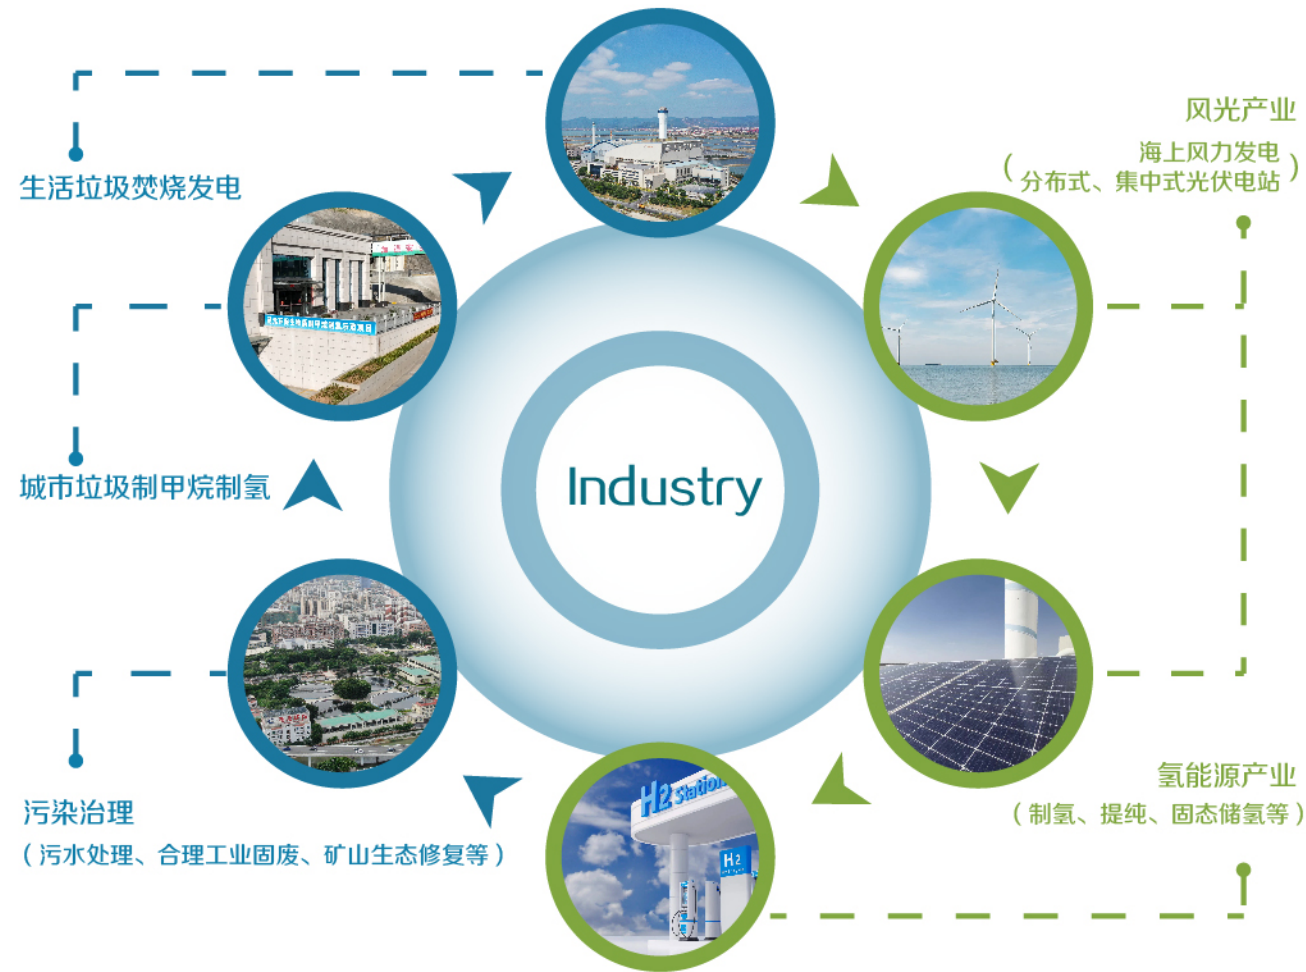 生活垃圾焚烧发电
风光产业
(海上风力发电
分布式、集中式光伏电站)
城市垃圾制甲烷制氢
Industry
污染治理
(污水处理、合理工业固废、矿山生态修复等)
氢能源产业
(制氢、提纯、固态储氢等)
H2 Station
H2